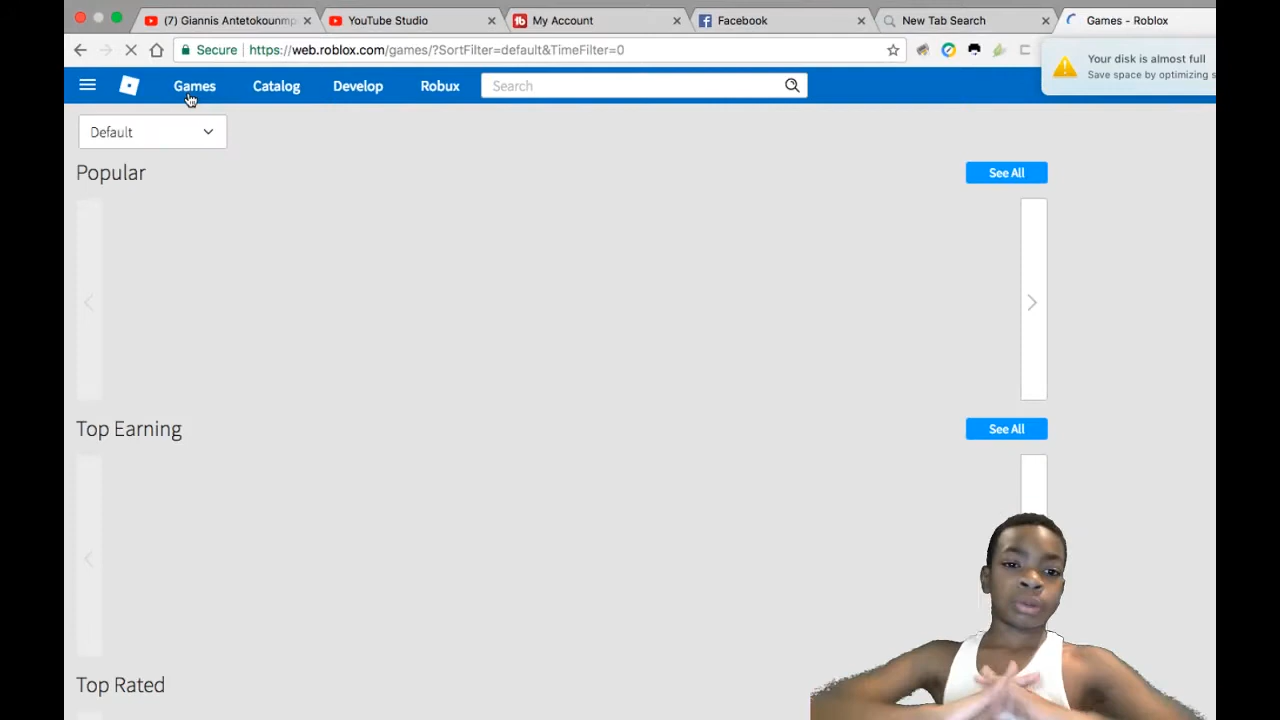 (7) Giannis Antetokounmp
YouTube Studio
My Account
Facebook
New Tab Search
Games - Roblox
Secure
https://web.roblox.com/games/?SortFilter=default&TimeFilter=0
Your disk is almost full
Save space by optimizing s
Games
Catalog
Develop
Robux
Search
Default
Popular
See All
Top Earning
See All
Top Rated